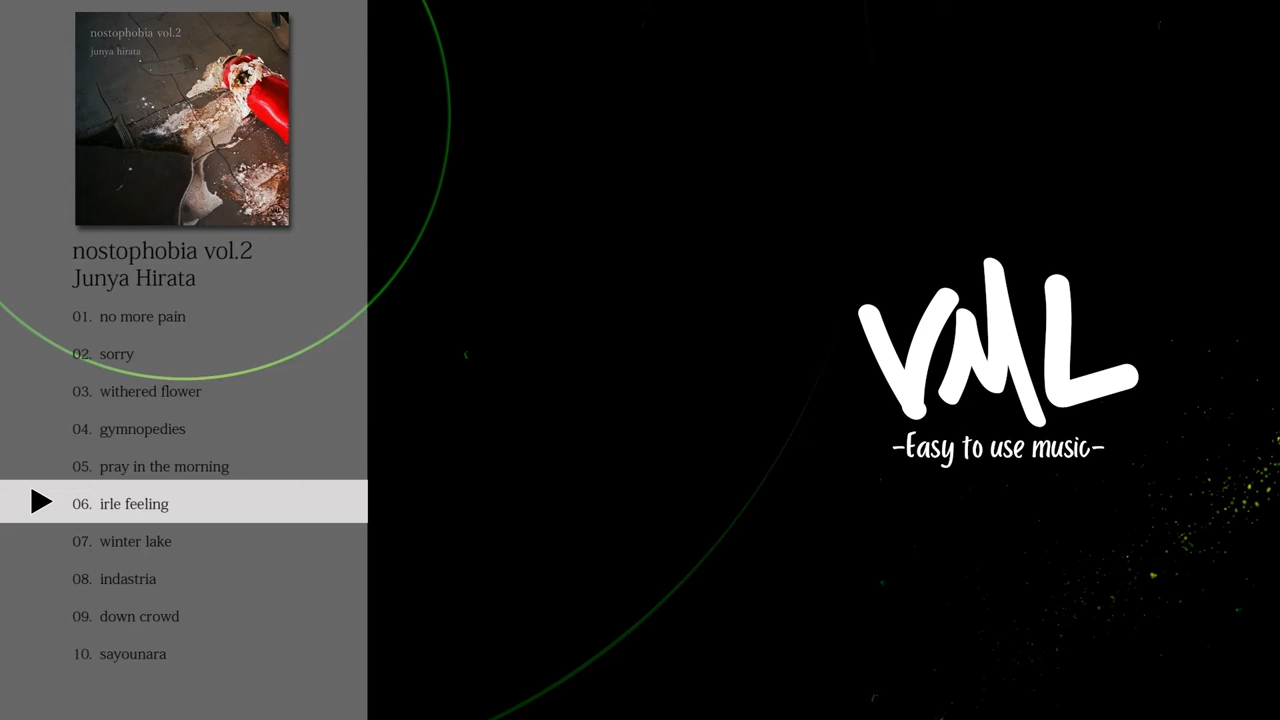 nostophobia vol.2
junya hirata
nostophobia vol.2
Junya Hirata
01. no more pain
02. sorry
03. withered flower
04. gymnopedies
05. pray in the morning
06. irle feeling
07. winter lake
08. indastria
09. down crowd
10. sayounara
VML
-Easy to use music-